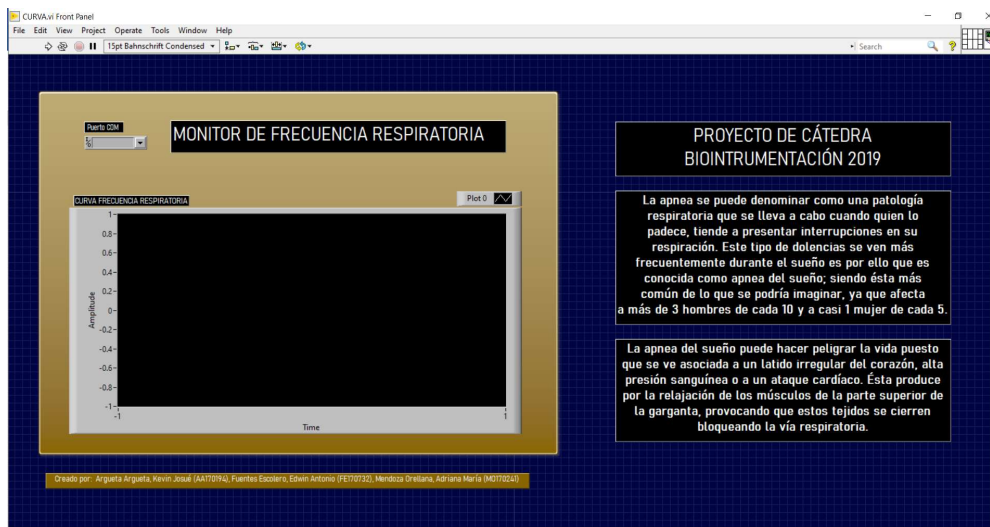 CURVA.vi Front Panel
File Edit View Project Operate Tools Window Help
15pt Bahnschrift Condensed
Search
Puerto COM
MONITOR DE FRECUENCIA RESPIRATORIA
CURVA FRECUENCIA RESPIRATORIA
Plot 0
1
0.8
0.6
0.4
0.2
0
-0.2
-0.4
-0.6
-0.8
-1
Amplitude
-1
1
Time
Creado por: Argueta Argueta, Kevin Josué (AA170194), Fuentes Escolero, Edwin Antonio (FE170732), Mendoza Orellana, Adriana María (MO170241)
PROYECTO DE CÁTEDRA
BIOINTRUMENTACIÓN 2019
La apnea se puede denominar como una patología
respiratoria que se lleva a cabo cuando quien lo
padece, tiende a presentar interrupciones en su
respiración. Este tipo de dolencias se ven más
frecuentemente durante el sueño es por ello que es
conocida como apnea del sueño; siendo ésta más
común de lo que se podría imaginar, ya que afecta
a más de 3 hombres de cada 10 y a casi 1 mujer de cada 5.
La apnea del sueño puede hacer peligrar la vida puesto
que se ve asociada a un latido irregular del corazón, alta
presión sanguínea o a un ataque cardíaco. Ésta produce
por la relajación de los músculos de la parte superior de
la garganta, provocando que estos tejidos se cierren
bloqueando la vía respiratoria.